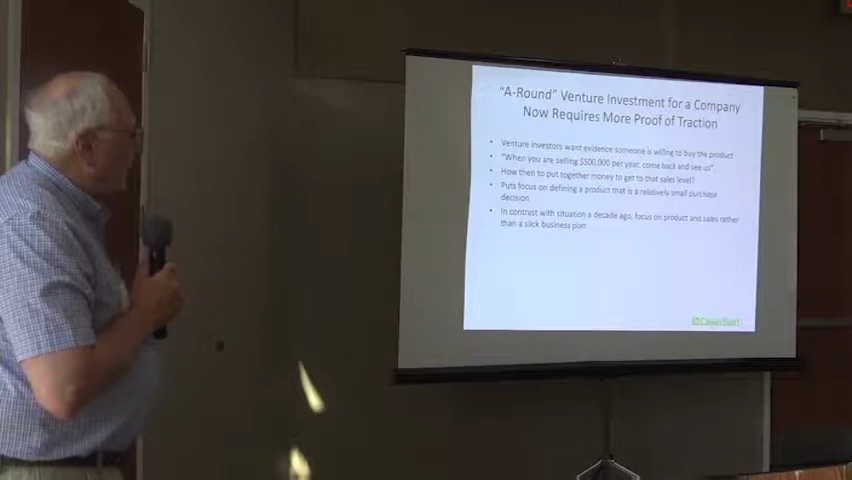 "A-Round" Venture Investment for a Company
Now Requires More Proof of Traction
• Venture investors want evidence someone is willing to buy the product
• "When you are selling $500,000 per year, come back and see us"
• How then to put together money to get to that sales level?
• Puts focus on defining a product that is a relatively small purchase
decision
• In contrast with situation a decade ago, focus on product and sales rather
than a slick business plan
CleanStart